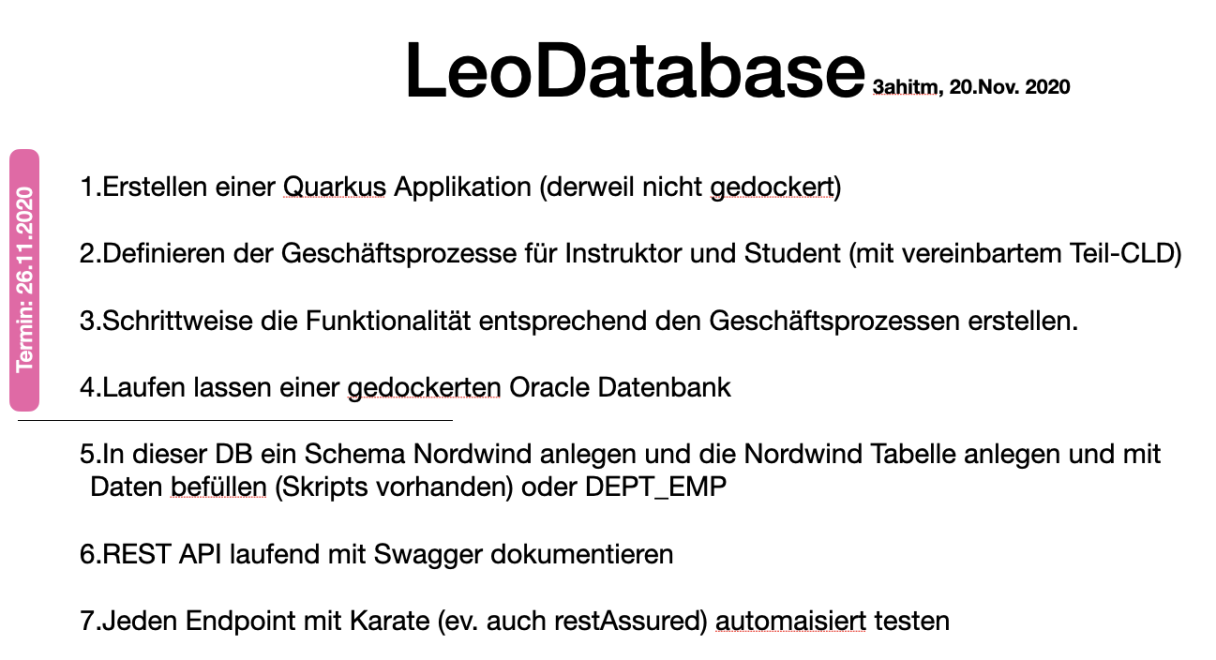 LeoDatabase 3ahitm, 20.Nov. 2020
Termin: 26.11.2020
1.Erstellen einer Quarkus Applikation (derweil nicht gedockert)
2.Definieren der Geschäftsprozesse für Instruktor und Student (mit vereinbartem Teil-CLD)
3.Schrittweise die Funktionalität entsprechend den Geschäftsprozessen erstellen.
4.Laufen lassen einer gedockerten Oracle Datenbank
5.In dieser DB ein Schema Nordwind anlegen und die Nordwind Tabelle anlegen und mit
Daten befüllen (Skripts vorhanden) oder DEPT_EMP
6.REST API laufend mit Swagger dokumentieren
7.Jeden Endpoint mit Karate (ev. auch restAssured) automaisiert testen